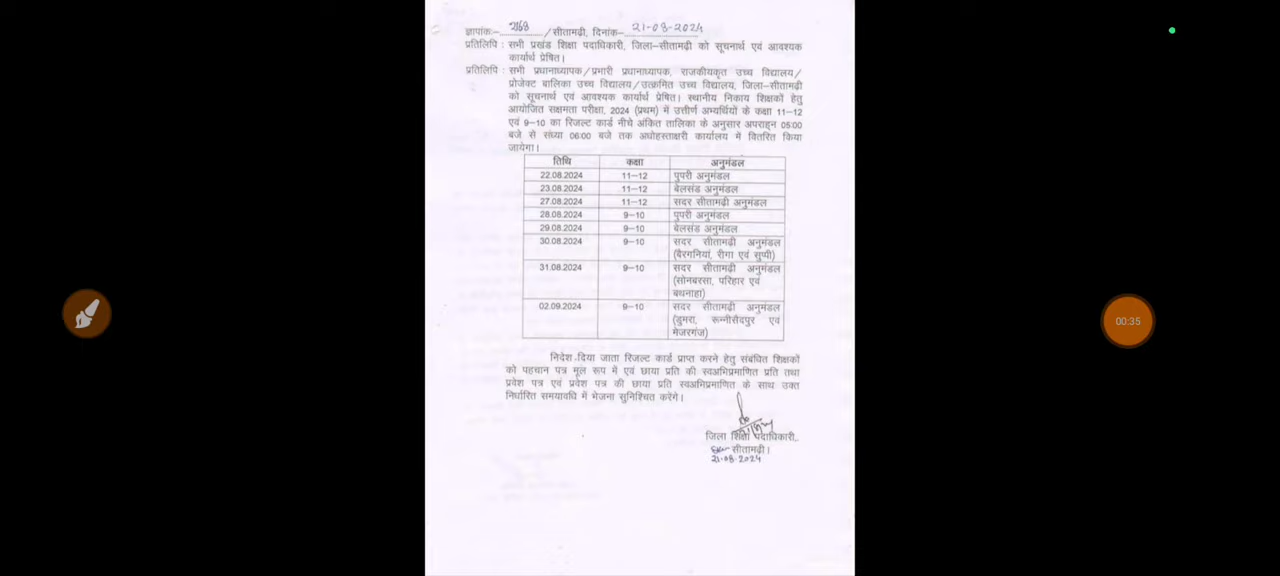 ज्ञापांक:- 2168 /सीतामढ़ी, दिनांक- 21-08-2024
प्रतिलिपि : सभी प्रखंड शिक्षा पदाधिकारी, जिला-सीतामढ़ी को सूचनार्थ एवं आवश्यक
कार्यार्थ प्रेषित।
प्रतिलिपि : सभी प्रधानाध्यापक/प्रभारी प्रधानाध्यापक, राजकीयकृत उच्च विद्यालय/
प्रोजेक्ट बालिका उच्च विद्यालय/उत्क्रमित उच्च विद्यालय, जिला-सीतामढ़ी
को सूचनार्थ एवं आवश्यक कार्यार्थ प्रेषित। स्थानीय निकाय शिक्षकों हेतु
आयोजित सक्षमता परीक्षा, 2024 (प्रथम) में उत्तीर्ण अभ्यर्थियों के कक्षा 11-12
एवं 9-10 का रिजल्ट कार्ड नीचे अंकित तालिका के अनुसार अपराहन 05:00
बजे से संध्या 06:00 बजे तक अधोहस्ताक्षरी कार्यालय में वितरित किया
जायेगा।
तिथि कक्षा अनुमंडल
22.08.2024 11-12 पुपरी अनुमंडल
23.08.2024 11-12 बेलसंड अनुमंडल
27.08.2024 11-12 सदर सीतामढ़ी अनुमंडल
28.08.2024 9-10 पुपरी अनुमंडल
29.08.2024 9-10 बेलसंड अनुमंडल
30.08.2024 9-10 सदर सीतामढ़ी अनुमंडल
(बैरगनियां, रीगा एवं सुप्पी)
31.08.2024 9-10 सदर सीतामढ़ी अनुमंडल
(सोनबरसा, परिहार एवं
बथनाहा)
02.09.2024 9-10 सदर सीतामढ़ी अनुमंडल
(डुमरा, रून्नीसैदपुर एवं
मेजरगंज)
निदेश दिया जाता रिजल्ट कार्ड प्राप्त करने हेतु संबंधित शिक्षकों
को पहचान पत्र मूल रूप में एवं छाया प्रति की स्वअभिप्रमाणित प्रति तथा
प्रवेश पत्र एवं प्रवेश पत्र की छाया प्रति स्वअभिप्रमाणित के साथ उक्त
निर्धारित समयावधि में भेजना सुनिश्चित करेंगे।
जिला शिक्षा पदाधिकारी,
सीतामढ़ी।
21-08-2024
00:35